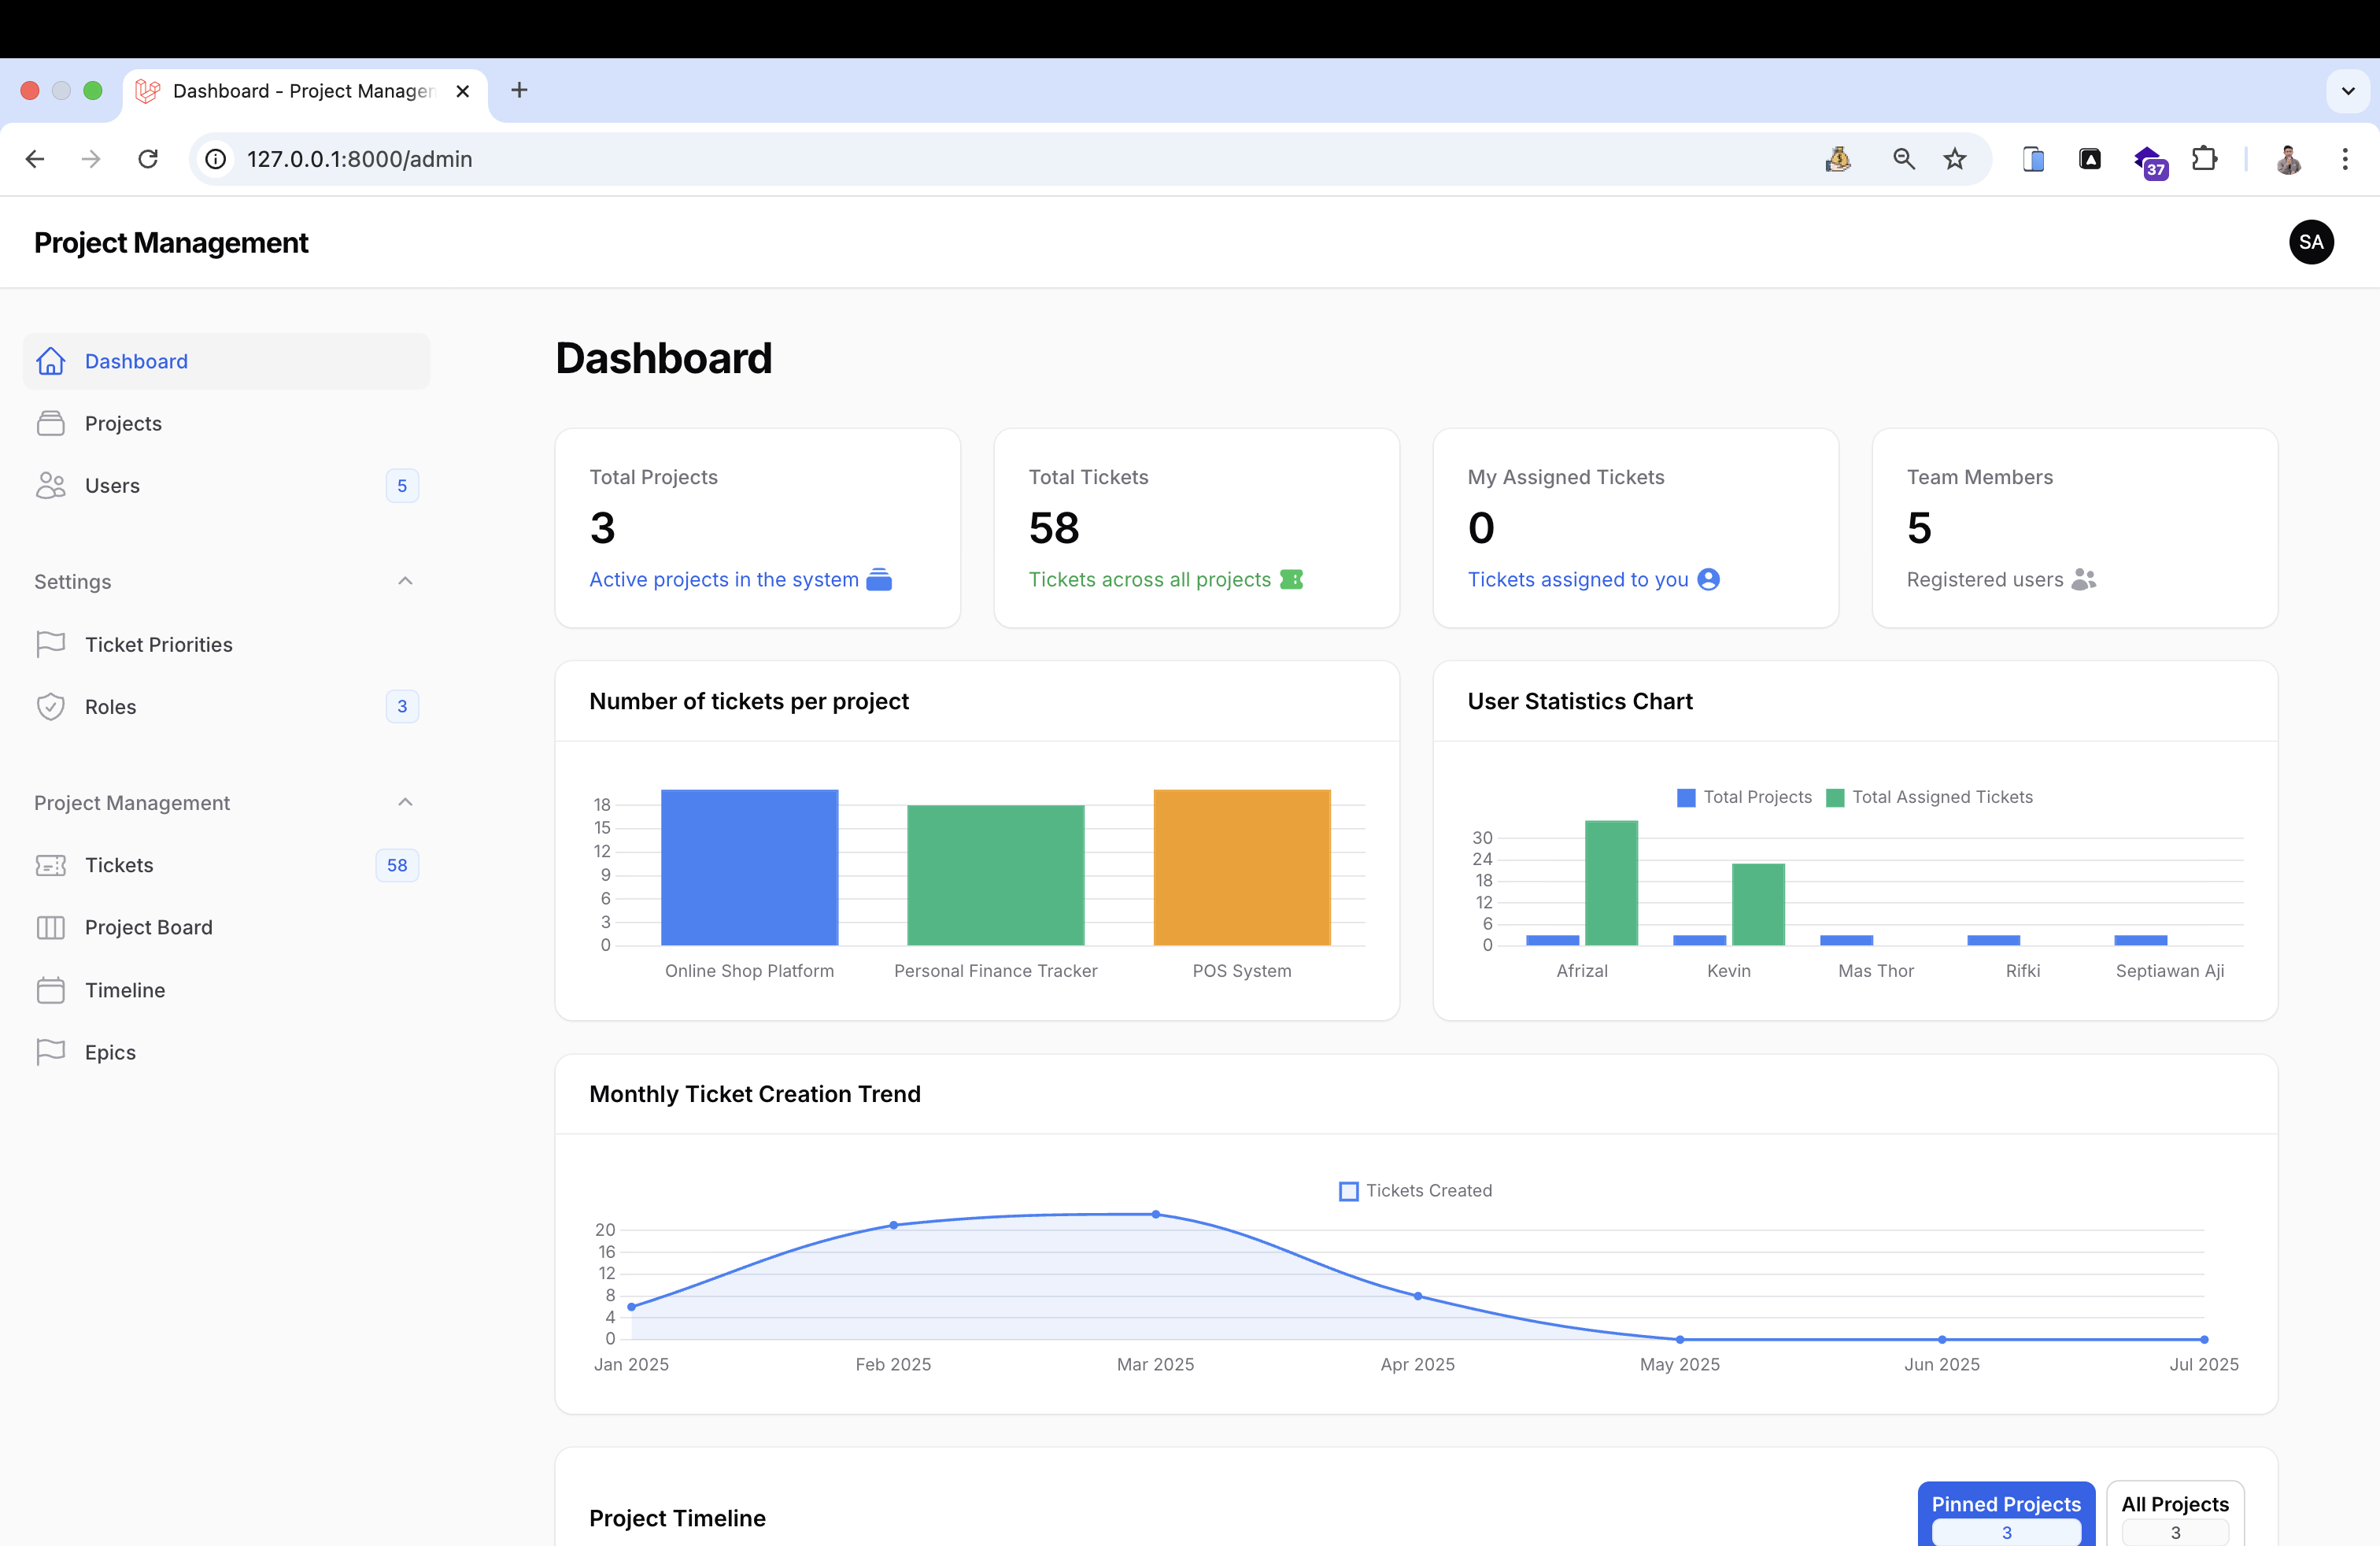 Dashboard - Project Manager
127.0.0.1:8000/admin
37
Project Management
SA
Dashboard
Projects
Users
5
Settings
Ticket Priorities
Roles
3
Project Management
Tickets
58
Project Board
Timeline
Epics
Dashboard
Total Projects
3
Active projects in the system
Total Tickets
58
Tickets across all projects
My Assigned Tickets
0
Tickets assigned to you
Team Members
5
Registered users
Number of tickets per project
18
15
12
9
6
3
0
Online Shop Platform
Personal Finance Tracker
POS System
User Statistics Chart
Total Projects
Total Assigned Tickets
30
24
18
12
6
0
Afrizal
Kevin
Mas Thor
Rifki
Septiawan Aji
Monthly Ticket Creation Trend
Tickets Created
20
16
12
8
4
0
Jan 2025
Feb 2025
Mar 2025
Apr 2025
May 2025
Jun 2025
Jul 2025
Project Timeline
Pinned Projects
3
All Projects
3